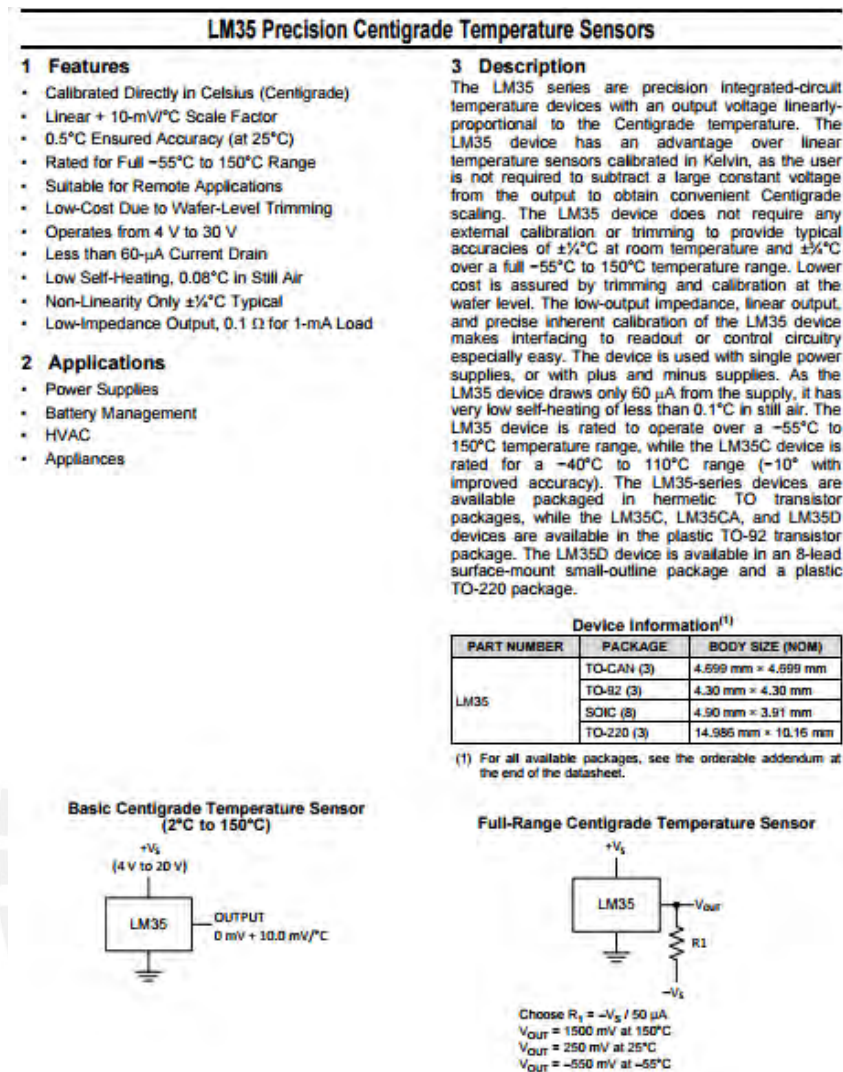 LM35 Precision Centigrade Temperature Sensors
1 Features
• Calibrated Directly in Celsius (Centigrade)
• Linear + 10-mV/°C Scale Factor
• 0.5°C Ensured Accuracy (at 25°C)
• Rated for Full −55°C to 150°C Range
• Suitable for Remote Applications
• Low-Cost Due to Wafer-Level Trimming
• Operates from 4 V to 30 V
• Less than 60-μA Current Drain
• Low Self-Heating, 0.08°C in Still Air
• Non-Linearity Only ±¼°C Typical
• Low-Impedance Output, 0.1 Ω for 1-mA Load
2 Applications
• Power Supplies
• Battery Management
• HVAC
• Appliances
3 Description
The LM35 series are precision integrated-circuit
temperature devices with an output voltage linearly-
proportional to the Centigrade temperature. The
LM35 device has an advantage over linear
temperature sensors calibrated in Kelvin, as the user
is not required to subtract a large constant voltage
from the output to obtain convenient Centigrade
scaling. The LM35 device does not require any
external calibration or trimming to provide typical
accuracies of ±¼°C at room temperature and ±¾°C
over a full −55°C to 150°C temperature range. Lower
cost is assured by trimming and calibration at the
wafer level. The low-output impedance, linear output,
and precise inherent calibration of the LM35 device
makes interfacing to readout or control circuitry
especially easy. The device is used with single power
supplies, or with plus and minus supplies. As the
LM35 device draws only 60 μA from the supply, it has
very low self-heating of less than 0.1°C in still air. The
LM35 device is rated to operate over a −55°C to
150°C temperature range, while the LM35C device is
rated for a −40°C to 110°C range (−10° with
improved accuracy). The LM35-series devices are
available packaged in hermetic TO transistor
packages, while the LM35C, LM35CA, and LM35D
devices are available in the plastic TO-92 transistor
package. The LM35D device is available in an 8-lead
surface-mount small-outline package and a plastic
TO-220 package.
Device Information(1)
PART NUMBER PACKAGE BODY SIZE (NOM)
LM35
TO-CAN (3) 4.699 mm × 4.699 mm
TO-92 (3) 4.30 mm × 4.30 mm
SOIC (8) 4.90 mm × 3.91 mm
TO-220 (3) 14.986 mm × 10.16 mm
(1) For all available packages, see the orderable addendum at
the end of the datasheet.
Basic Centigrade Temperature Sensor
(2°C to 150°C)
+VS
(4 V to 20 V)
LM35
OUTPUT
0 mV + 10.0 mV/°C
Full-Range Centigrade Temperature Sensor
+VS
LM35
VOUT
R1
−VS
Choose R1 = −VS / 50 μA
VOUT = 1500 mV at 150°C
VOUT = 250 mV at 25°C
VOUT = −550 mV at −55°C